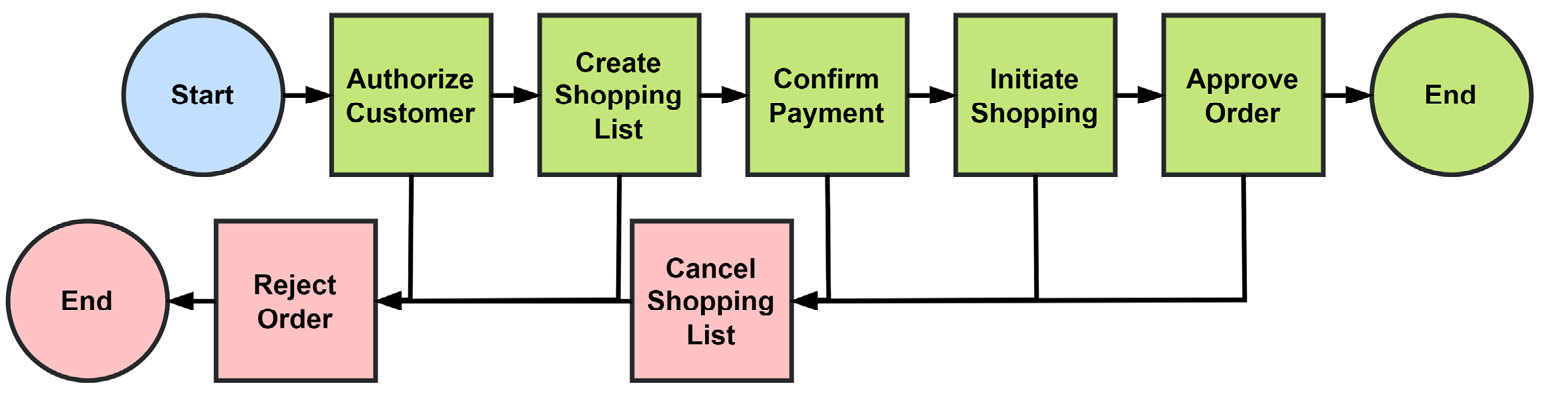 Start
Authorize
Customer
Create
Shopping
List
Confirm
Payment
Initiate
Shopping
Approve
Order
End
End
Reject
Order
Cancel
Shopping
List